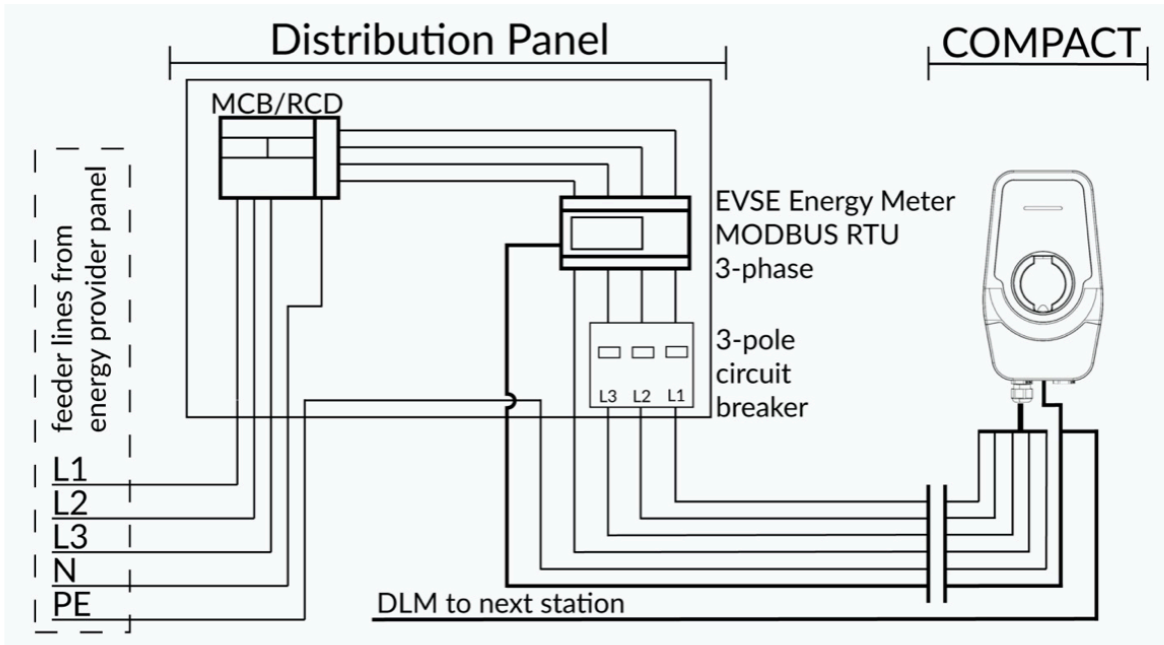 Distribution Panel
COMPACT
MCB/RCD
feeder lines from
energy provider panel
EVSE Energy Meter
MODBUS RTU
3-phase
3-pole
circuit
breaker
L3 L2 L1
L1
L2
L3
N
PE
DLM to next station